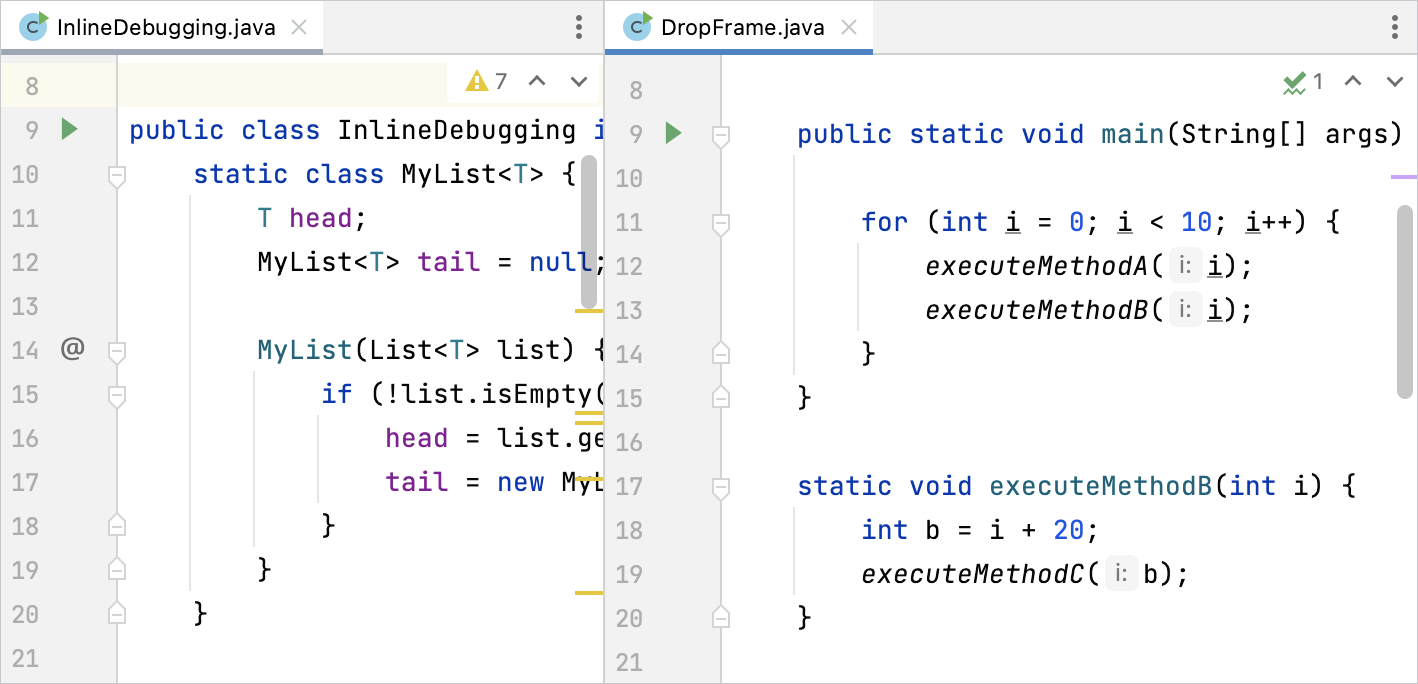 InlineDebugging.java
7
8
9 public class InlineDebugging
10 static class MyList<T> {
11 T head;
12 MyList<T> tail = null;
13
14 @ MyList(List<T> list) {
15 if (!list.isEmpty(
16 head = list.ge
17 tail = new MyL
18 }
19 }
20 }
21
DropFrame.java
1
8
9 public static void main(String[] args)
10
11 for (int i = 0; i < 10; i++) {
12 executeMethodA( i: i);
13 executeMethodB( i: i);
14 }
15 }
16
17 static void executeMethodB(int i) {
18 int b = i + 20;
19 executeMethodC( i: b);
20 }
21